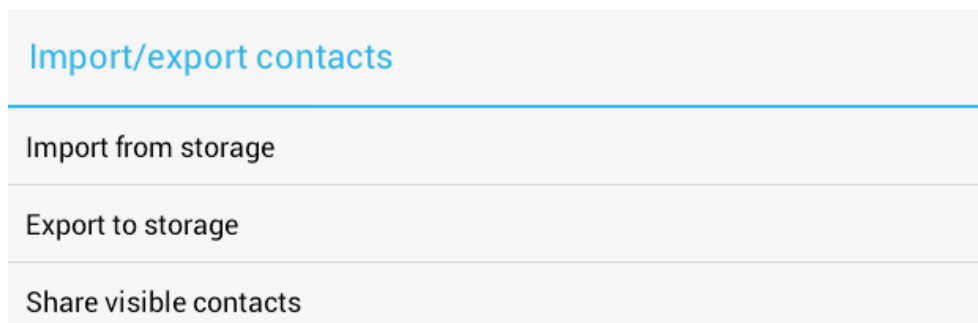 Import/export contacts
Import from storage
Export to storage
Share visible contacts